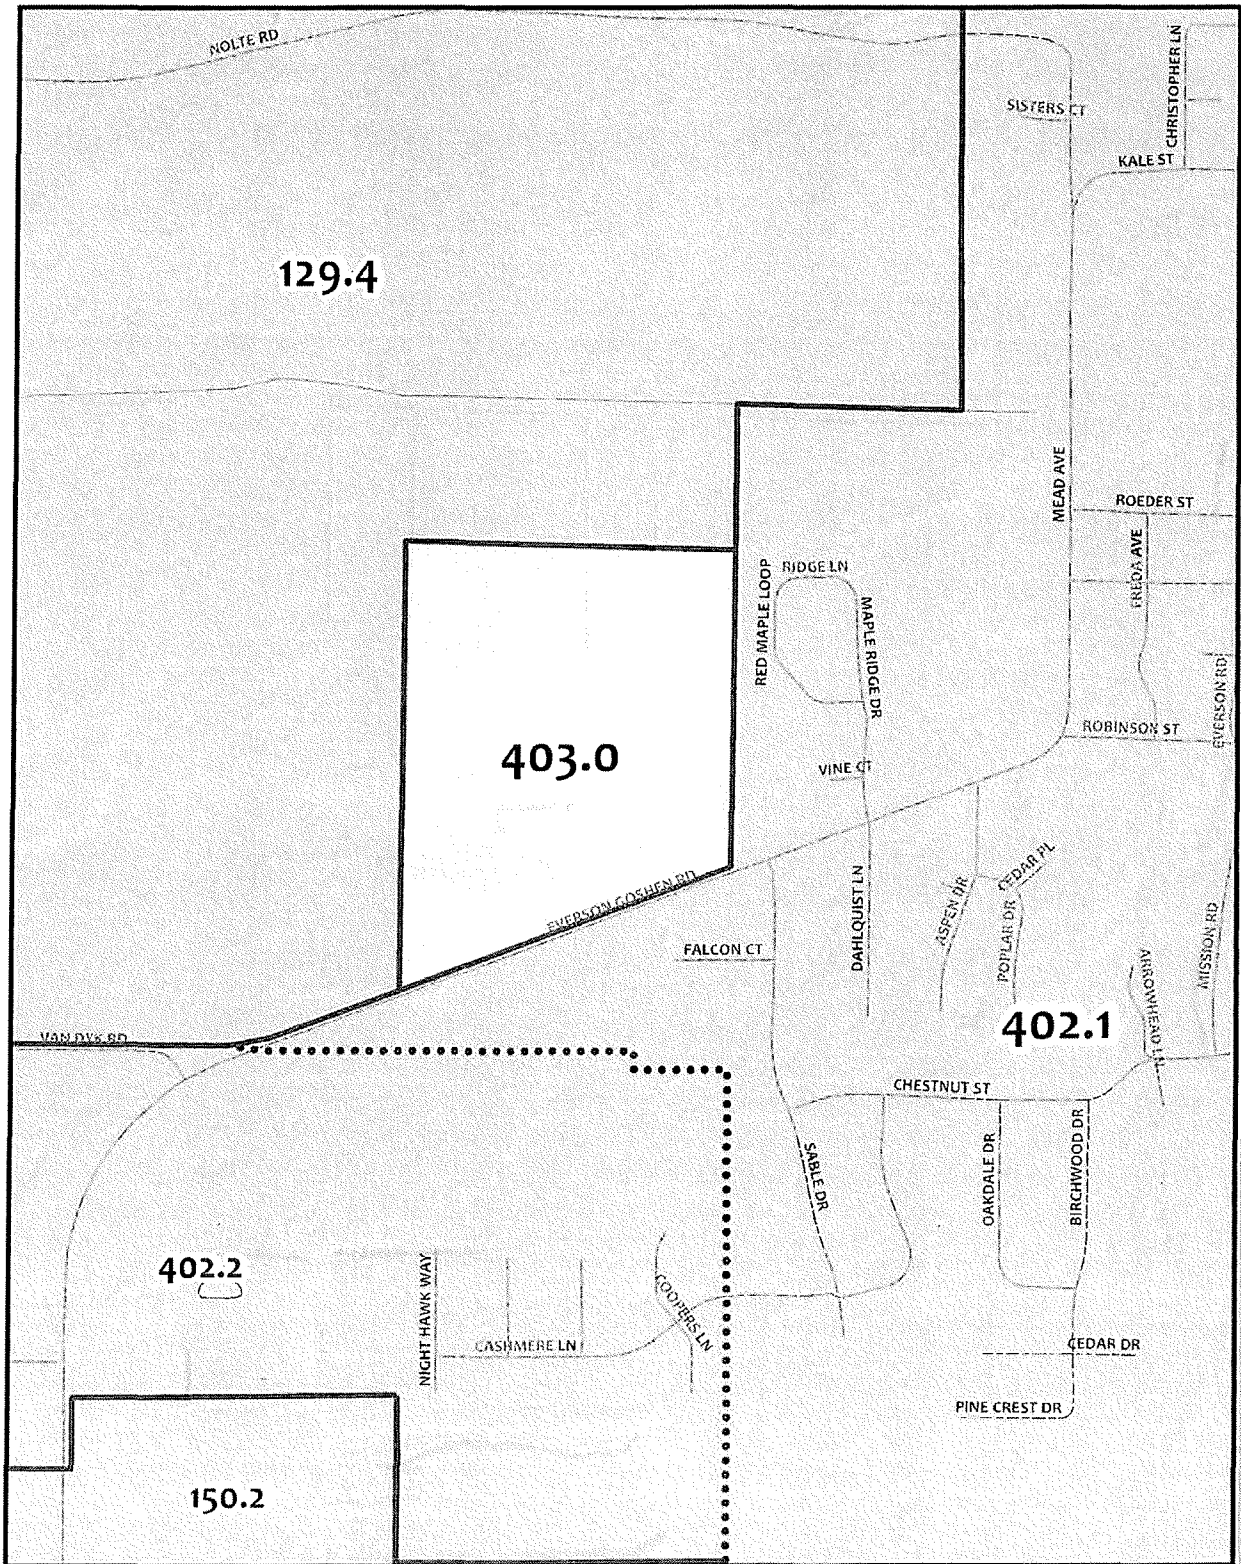 NOLTE RD
CHRISTOPHER LN
SISTERS CT
KALE ST
129.4
MEAD AVE
ROEDER ST
FREDA AVE
RIDGE LN
RED MAPLE LOOP
MAPLE RIDGE DR
EVERSON RD
ROBINSON ST
403.0
VINE CT
CEDAR PL
EVERSON GOSHEN RD
DAHLQUIST LN
ASPEN DR
POPLAR DR
MISSION RD
FALCON CT
ARROWHEAD LN
402.1
VAN DYK RD
CHESTNUT ST
SABLE DR
OAKDALE DR
BIRCHWOOD DR
402.2
NIGHT HAWK WAY
COOPERS LN
CASHMERE LN
CEDAR DR
PINE CREST DR
150.2